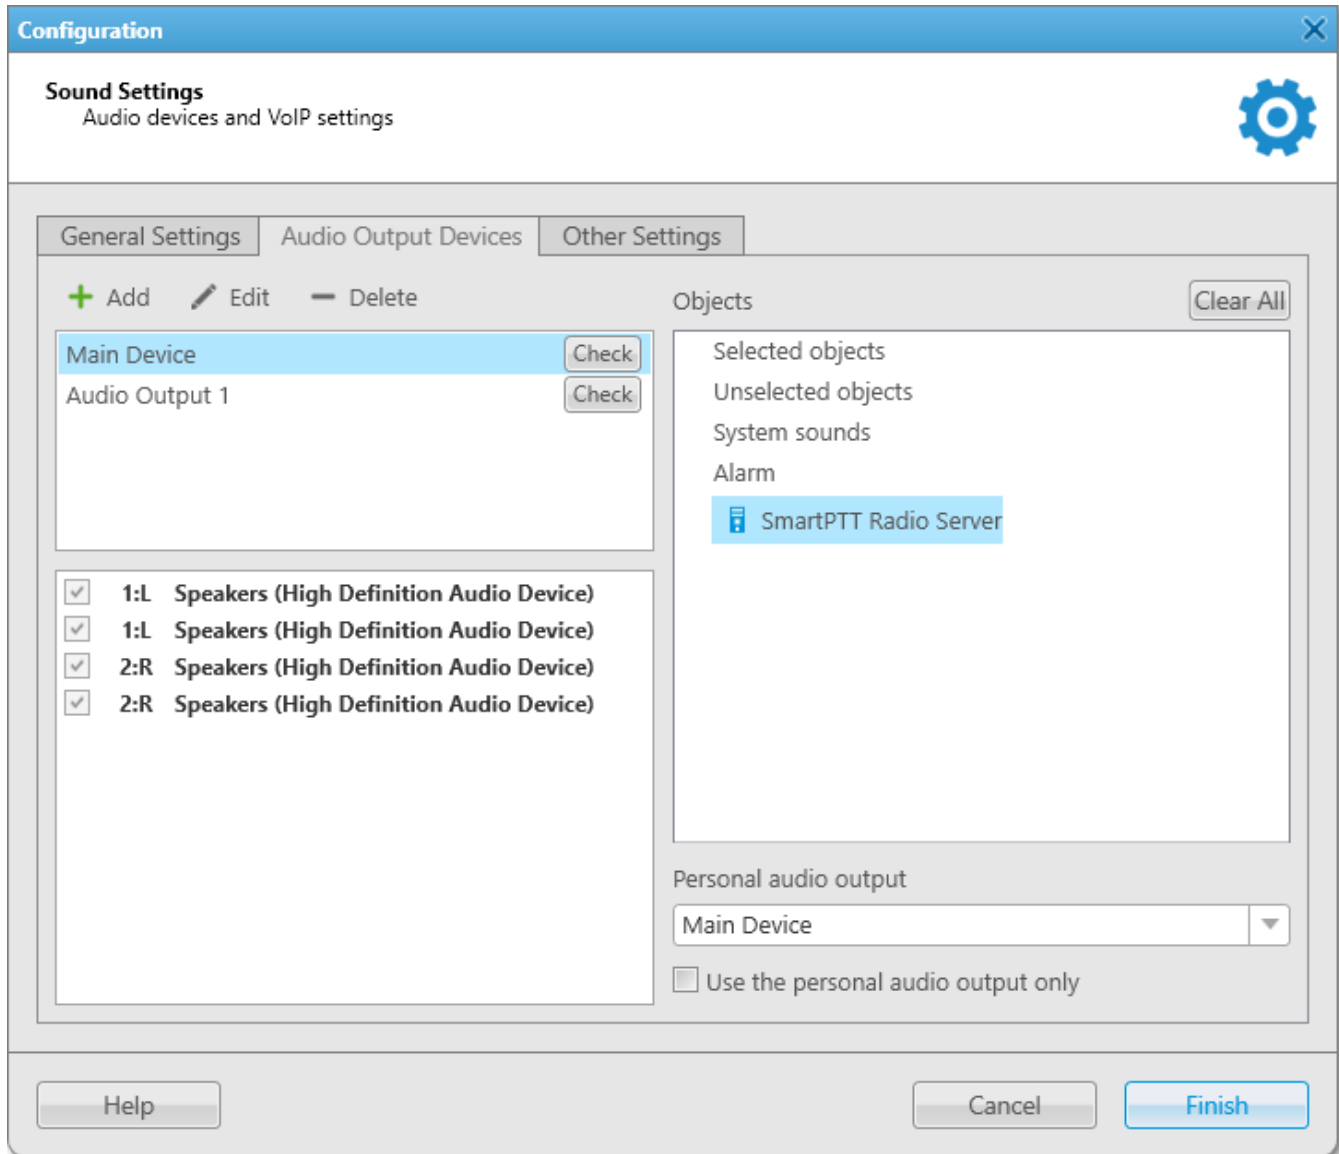 Configuration
Sound Settings
Audio devices and VoIP settings
General Settings
Audio Output Devices
Other Settings
Add
Edit
Delete
Main Device
Check
Audio Output 1
Check
1:L Speakers (High Definition Audio Device)
1:L Speakers (High Definition Audio Device)
2:R Speakers (High Definition Audio Device)
2:R Speakers (High Definition Audio Device)
Objects
Clear All
Selected objects
Unselected objects
System sounds
Alarm
SmartPTT Radio Server
Personal audio output
Main Device
Use the personal audio output only
Help
Cancel
Finish